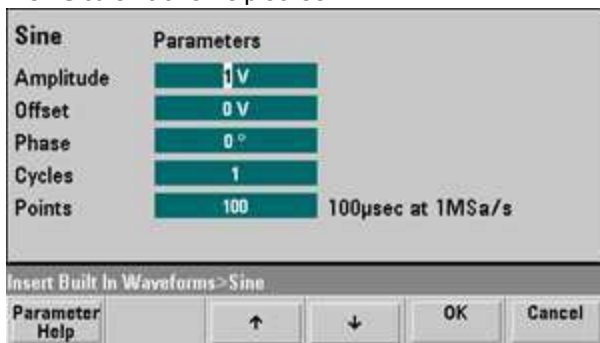 Sine Parameters
Amplitude 1 V
Offset 0 V
Phase 0 °
Cycles 1
Points 100 100µsec at 1MSa/s
Insert Built In Waveforms>Sine
Parameter Help ↑ ↓ OK Cancel